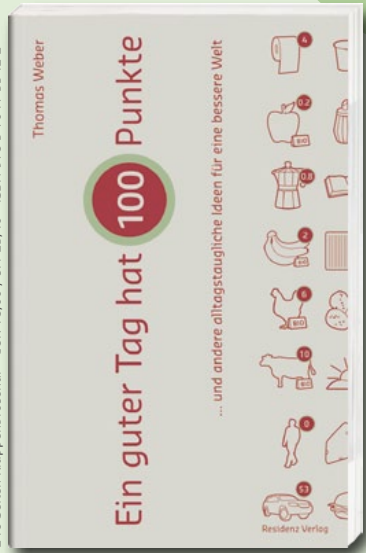 Thomas Weber
Ein guter Tag hat 100 Punkte
... und andere alltagstaugliche Ideen für eine bessere Welt
4
0.2
BIO
0.8
2
6
BIO
10
BIO
0
53
Residenz Verlag